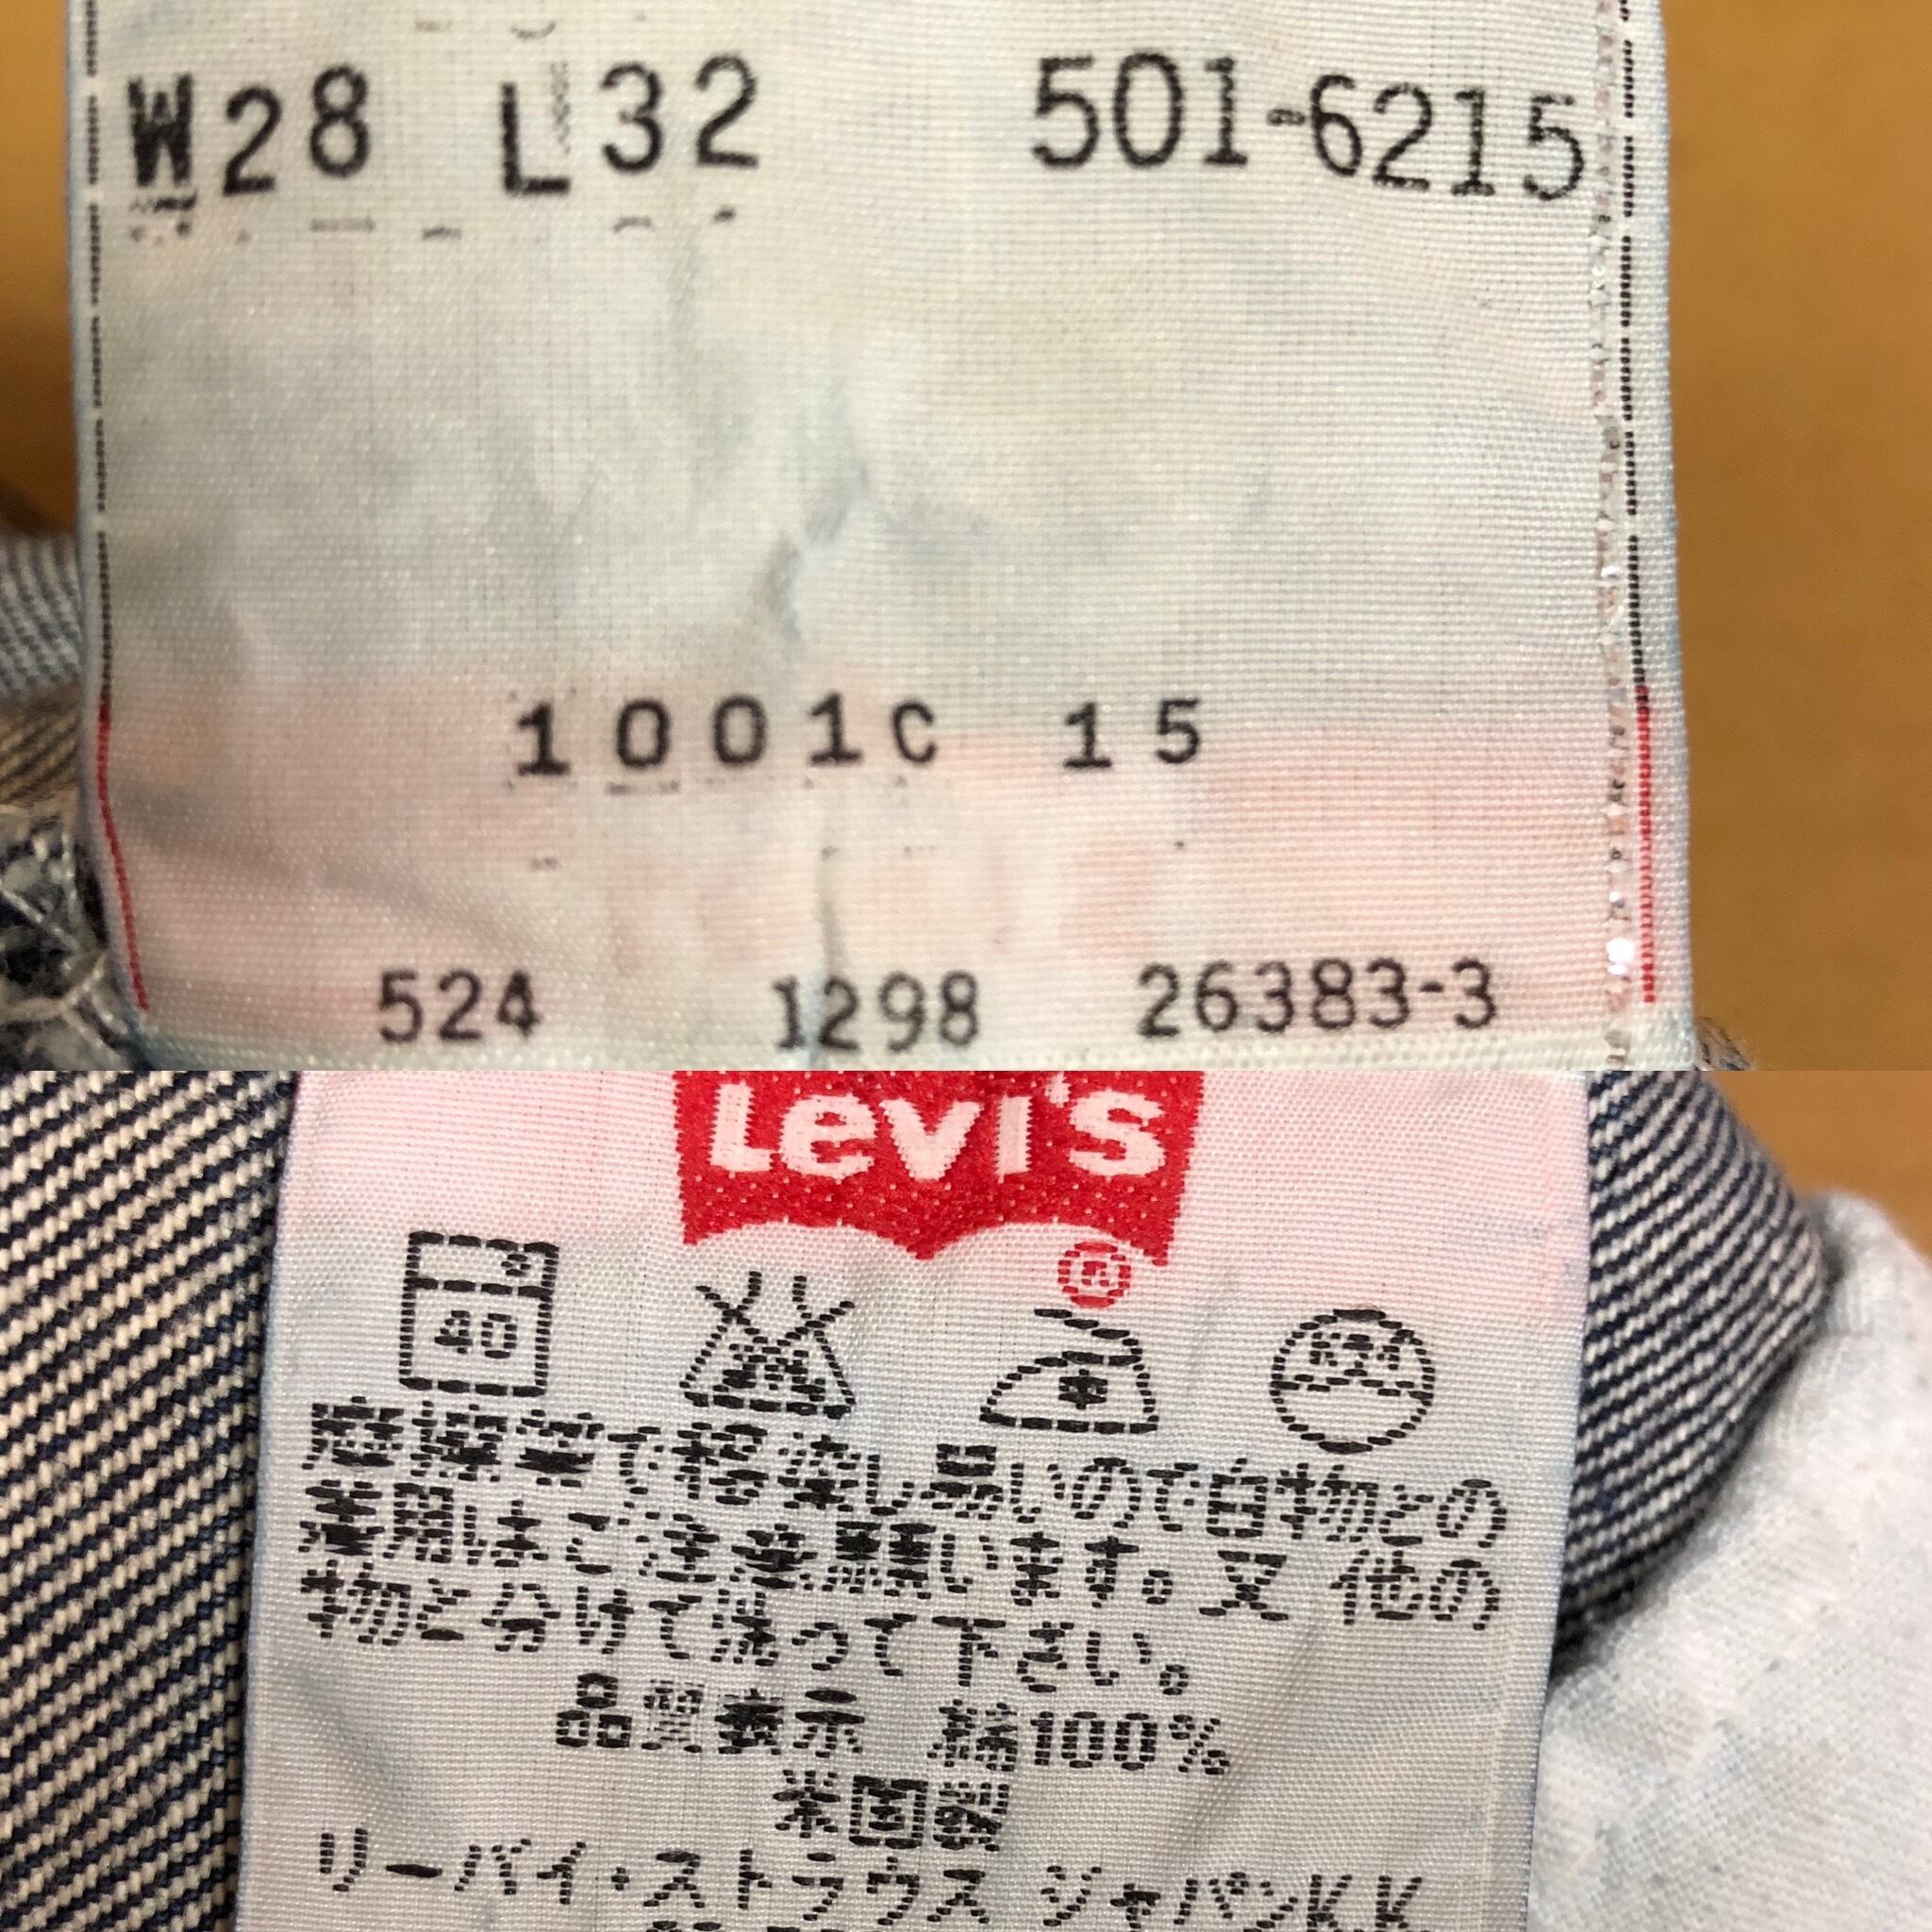 W28 L32 501-6215
1001C 15
524 1298 26383-3
Levi's
®
40
摩擦等で移染し易いので白物との
着用はご注意願います。又 他の
物と分けて洗って下さい。
品質表示 綿100%
米国製
リーバイ・ストラウス ジャパンK.K.